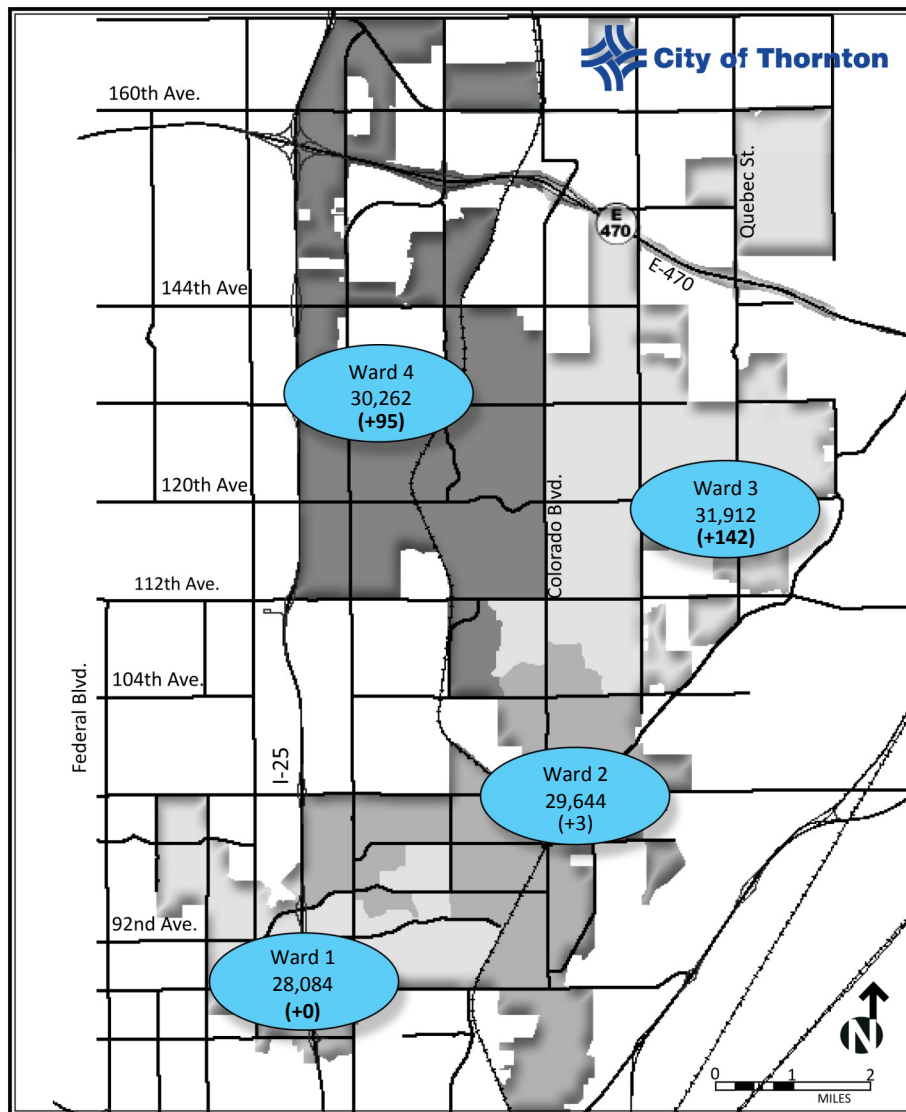 City of Thornton
160th Ave.
Quebec St.
E
470
E-470
144th Ave
Ward 4
30,262
(+95)
120th Ave.
Ward 3
31,912
(+142)
Colorado Blvd.
112th Ave.
104th Ave.
Federal Blvd.
I-25
Ward 2
29,644
(+3)
92nd Ave.
Ward 1
28,084
(+0)
N
0 1 2
MILES